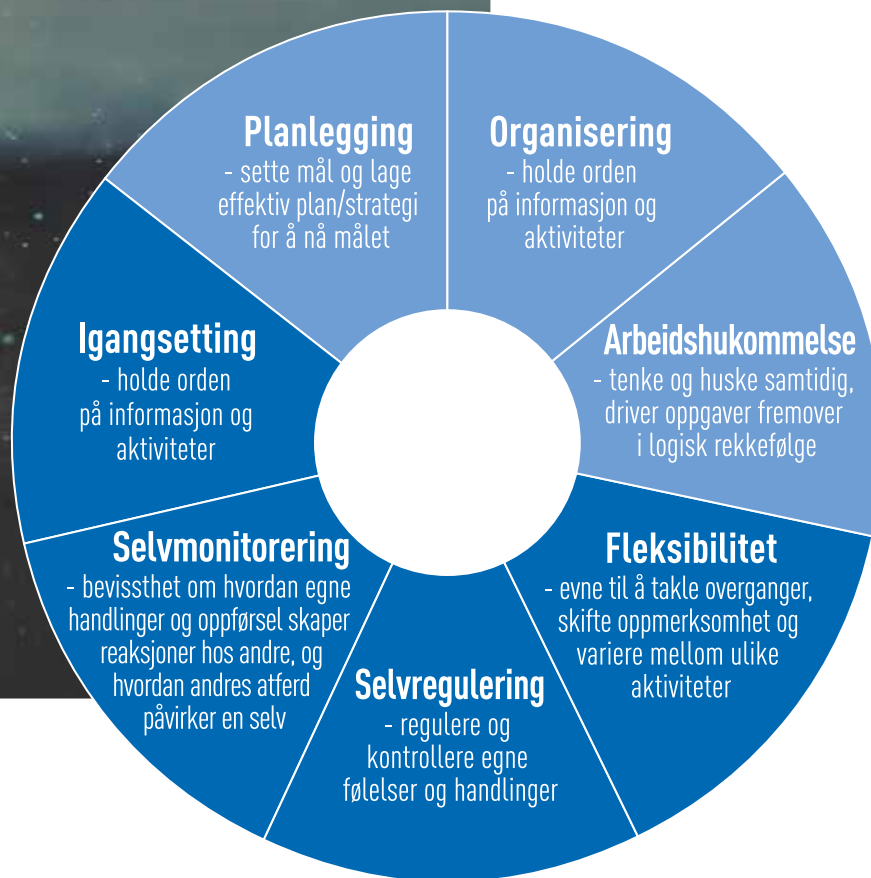 Planlegging
- sette mål og lage
effektiv plan/strategi
for å nå målet
Organisering
- holde orden
på informasjon og
aktiviteter
Arbeidshukommelse
- tenke og huske samtidig,
driver oppgaver fremover
i logisk rekkefølge
Fleksibilitet
- evne til å takle overganger,
skifte oppmerksomhet og
variere mellom ulike
aktiviteter
Selvregulering
- regulere og
kontrollere egne
følelser og handlinger
Selvmonitorering
- bevissthet om hvordan egne
handlinger og oppførsel skaper
reaksjoner hos andre, og
hvordan andres atferd
påvirker en selv
Igangsetting
- holde orden
på informasjon og
aktiviteter